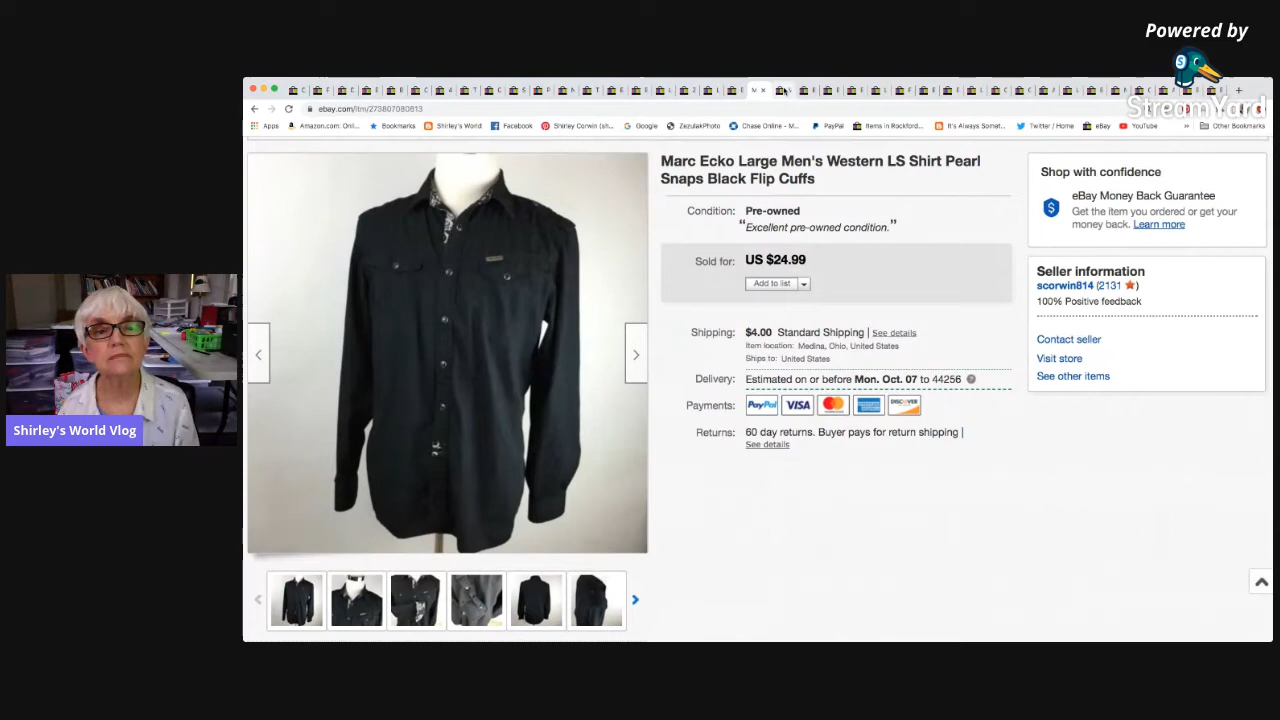 Powered by
StreamYard
ebay.com/itm/273807080613
Apps
Amazon.com: Onl...
Bookmarks
Shirley's World
Facebook
Shirley Corwin (sh...
Google
ZezulakPhoto
Chase Online - M...
PayPal
Items in Rockford...
It's Always Somet...
Twitter / Home
eBay
YouTube
»
Other Bookmarks
Marc Ecko Large Men's Western LS Shirt Pearl
Snaps Black Flip Cuffs
Condition: Pre-owned
“Excellent pre-owned condition.”
Sold for: US $24.99
Add to list
Shipping: $4.00 Standard Shipping | See details
Item location: Medina, Ohio, United States
Ships to: United States
Delivery: Estimated on or before Mon. Oct. 07 to 44256
Payments: PayPal VISA MasterCard AMERICAN EXPRESS DISCOVER
Returns: 60 day returns. Buyer pays for return shipping |
See details
Shop with confidence
eBay Money Back Guarantee
Get the item you ordered or get your
money back. Learn more
Seller information
scorwin814 (2131 ★)
100% Positive feedback
Contact seller
Visit store
See other items
Shirley's World Vlog